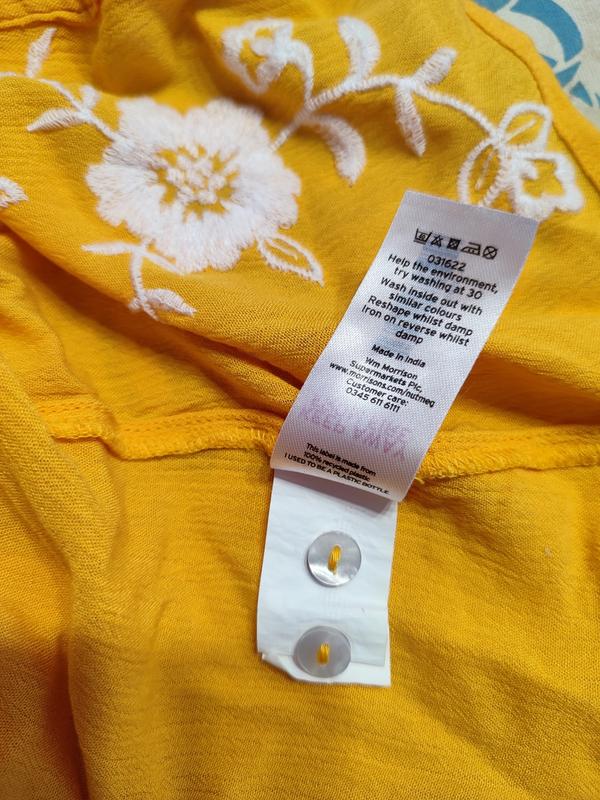 031622
Help the environment,
try washing at 30
Wash inside out with
similar colours
Reshape whilst damp
Iron on reverse whilst
damp
Made in India
Wm Morrison
Supermarkets Plc,
www.morrisons.com/nutmeg
Customer care:
0345 611 6111
This label is made from
100% recycled plastic
I USED TO BE A PLASTIC BOTTLE